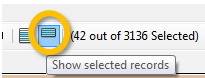 (42 out of 3136 Selected)
Show selected records